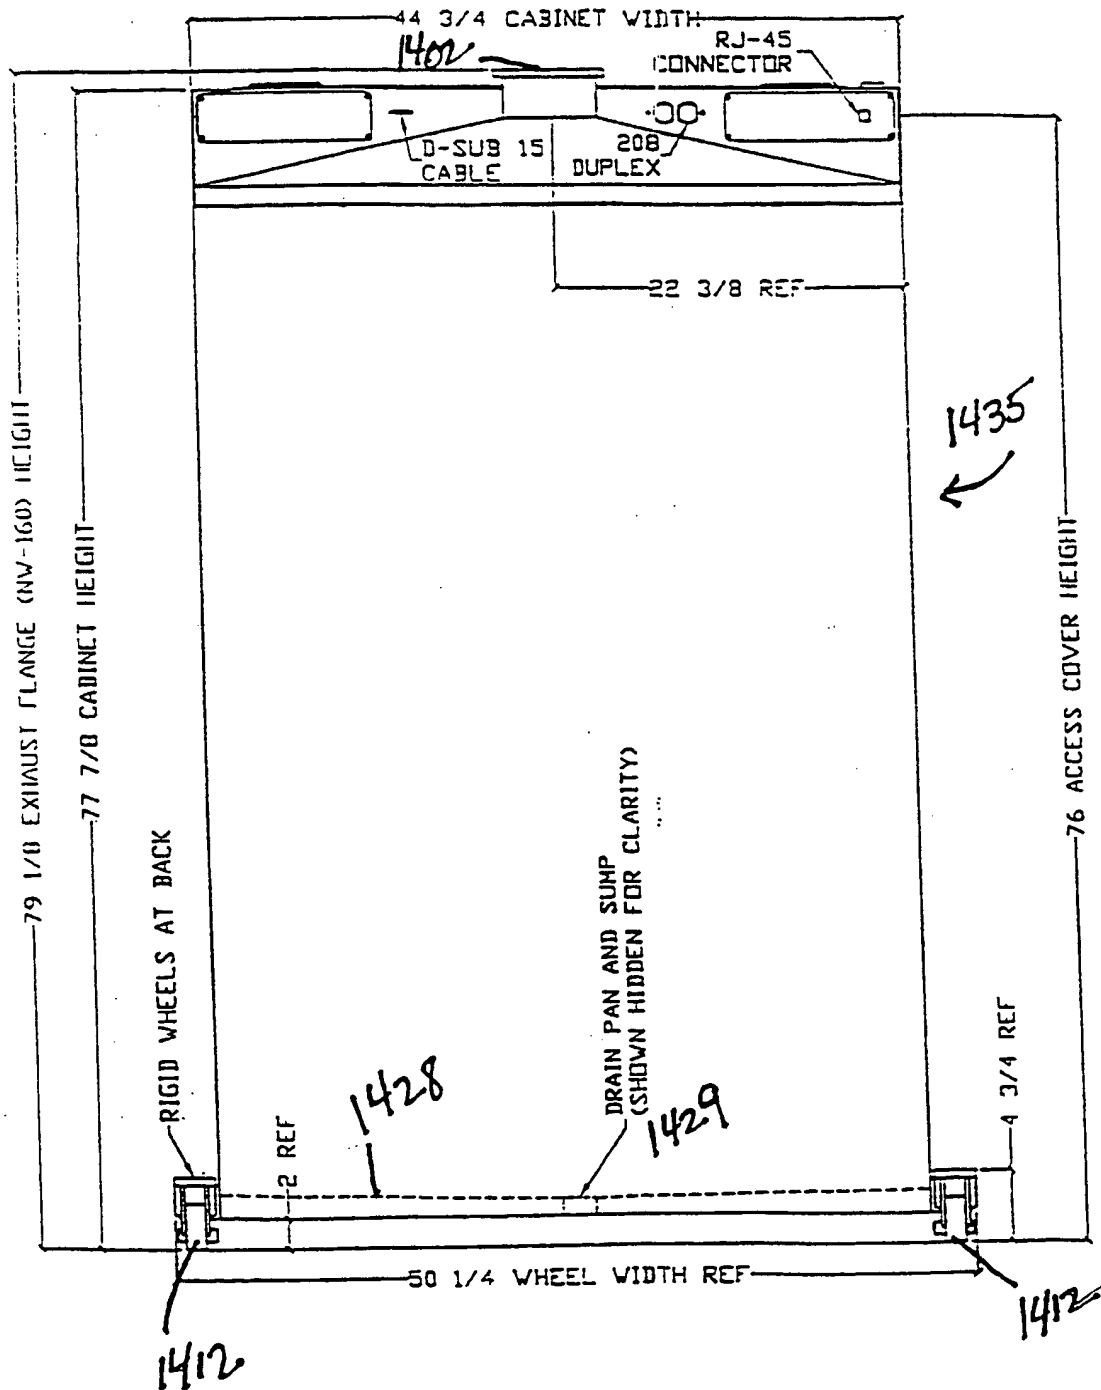 44 3/4 CABINET WIDTH
1402
RJ-45
CONNECTOR
D-SUB 15
CABLE
208
DUPLEX
22 3/8 REF
1435
79 1/8 EXHAUST FLANGE (NW-160) HEIGHT
77 7/8 CABINET HEIGHT
76 ACCESS COVER HEIGHT
RIGID WHEELS AT BACK
DRAIN PAN AND SUMP
(SHOWN HIDDEN FOR CLARITY)
1428
1429
2 REF
4 3/4 REF
50 1/4 WHEEL WIDTH REF
1412
1412